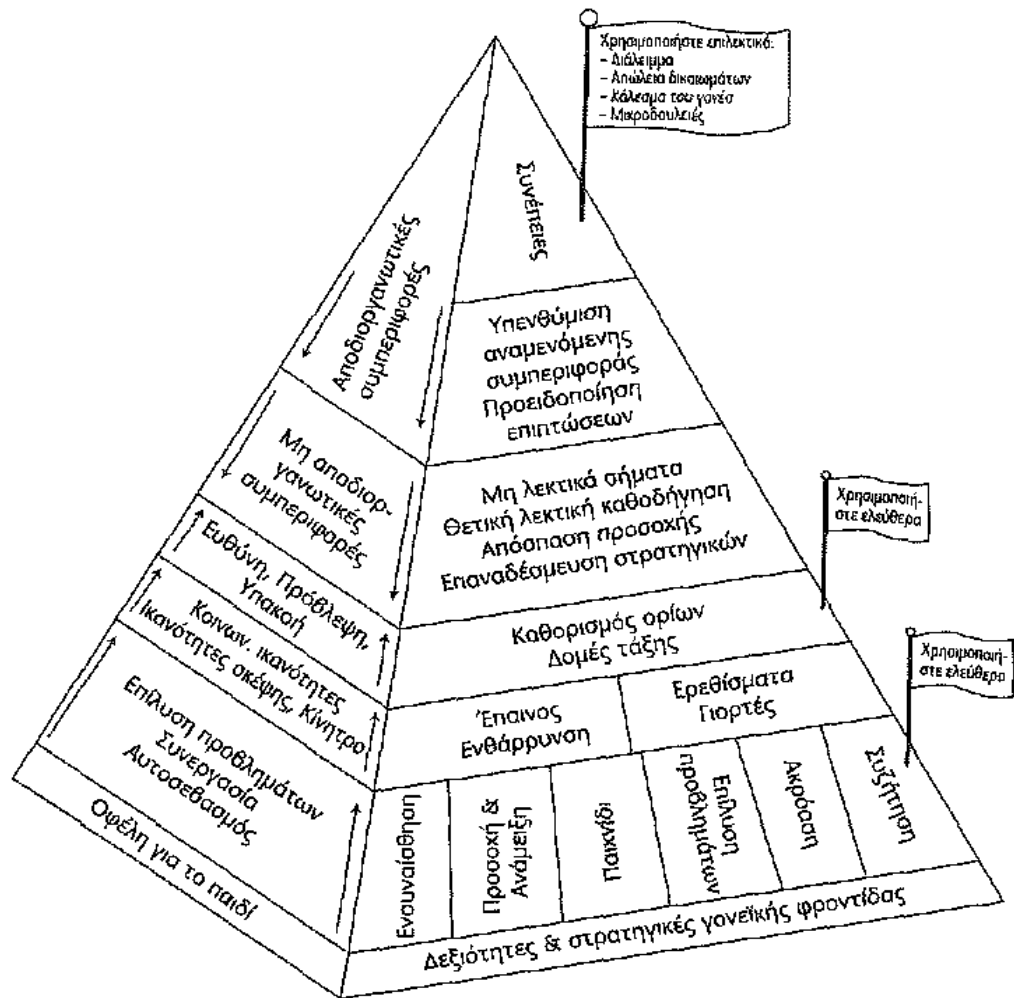 Χρησιμοποιήστε επιλεκτικά:
– Διάλειμμα
– Απώλεια δικαιωμάτων
– Κάλεσμα του γονέα
– Μικροδουλειές
Συνέπειες
Αποδιοργανωτικές
συμπεριφορές
Υπενθύμιση
αναμενόμενης
συμπεριφοράς
Προειδοποίηση
επιπτώσεων
Μη αποδιορ-
γανωτικές
συμπεριφορές
Μη λεκτικά σήματα
Θετική λεκτική καθοδήγηση
Απόσπαση προσοχής
Επαναδέσμευση στρατηγικών
Χρησιμοποιή-
στε ελεύθερα
Ευθύνη, Πρόβλεψη,
Υπακοή
Καθορισμός ορίων
Δομές τάξης
Χρησιμοποιή-
στε ελεύθερα
Κοινων. ικανότητες
Ικανότητες σκέψης, Κίνητρο
Έπαινος
Ενθάρρυνση
Ερεθίσματα
Γιορτές
Επίλυση προβλημάτων
Συνεργασία
Αυτοσεβασμός
Ενσυναίσθηση
Προσοχή &
Ανάμειξη
Παιχνίδι
Επίλυση
προβλημάτων
Ακρόαση
Συζήτηση
Οφέλη για το παιδί
Δεξιότητες & στρατηγικές γονεϊκής φροντίδας